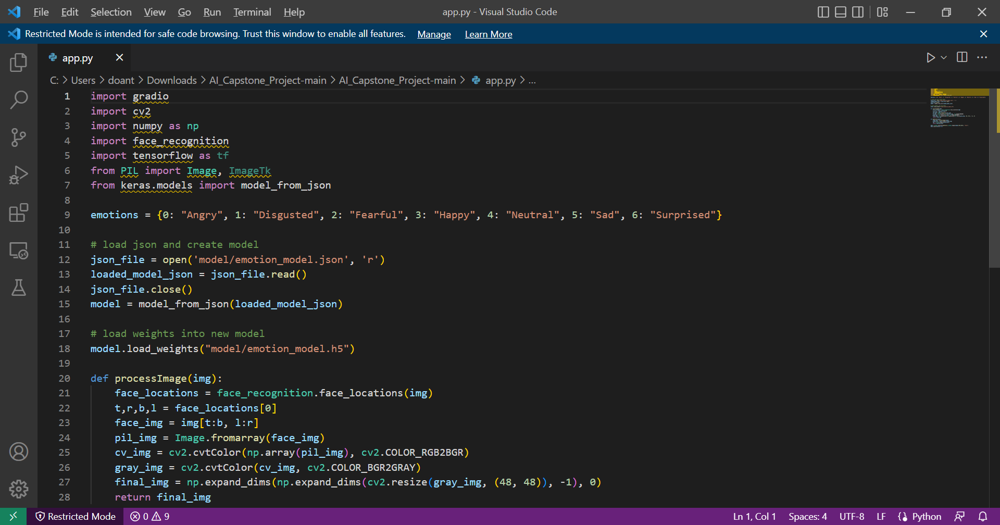 File Edit Selection View Go Run Terminal Help app.py - Visual Studio Code
Restricted Mode is intended for safe code browsing. Trust this window to enable all features. Manage Learn More
app.py
C: > Users > doant > Downloads > AI_Capstone_Project-main > AI_Capstone_Project-main > app.py > ...
1 import gradio
2 import cv2
3 import numpy as np
4 import face_recognition
5 import tensorflow as tf
6 from PIL import Image, ImageTk
7 from keras.models import model_from_json
8
9 emotions = {0: "Angry", 1: "Disgusted", 2: "Fearful", 3: "Happy", 4: "Neutral", 5: "Sad", 6: "Surprised"}
10
11 # load json and create model
12 json_file = open('model/emotion_model.json', 'r')
13 loaded_model_json = json_file.read()
14 json_file.close()
15 model = model_from_json(loaded_model_json)
16
17 # load weights into new model
18 model.load_weights("model/emotion_model.h5")
19
20 def processImage(img):
21     face_locations = face_recognition.face_locations(img)
22     t,r,b,l = face_locations[0]
23     face_img = img[t:b, l:r]
24     pil_img = Image.fromarray(face_img)
25     cv_img = cv2.cvtColor(np.array(pil_img), cv2.COLOR_RGB2BGR)
26     gray_img = cv2.cvtColor(cv_img, cv2.COLOR_BGR2GRAY)
27     final_img = np.expand_dims(np.expand_dims(cv2.resize(gray_img, (48, 48)), -1), 0)
28     return final_img
Restricted Mode 0 9 Ln 1, Col 1 Spaces: 4 UTF-8 LF Python